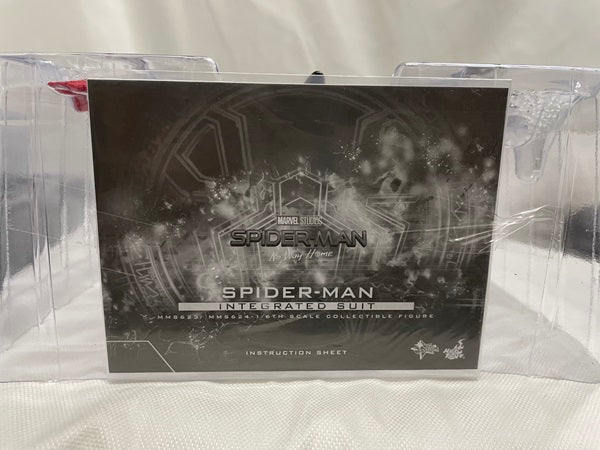 MARVEL STUDIOS
SPIDER-MAN
No Way Home
SPIDER-MAN
INTEGRATED SUIT
MMS623/ MMS624-1/6TH SCALE COLLECTIBLE FIGURE
INSTRUCTION SHEET